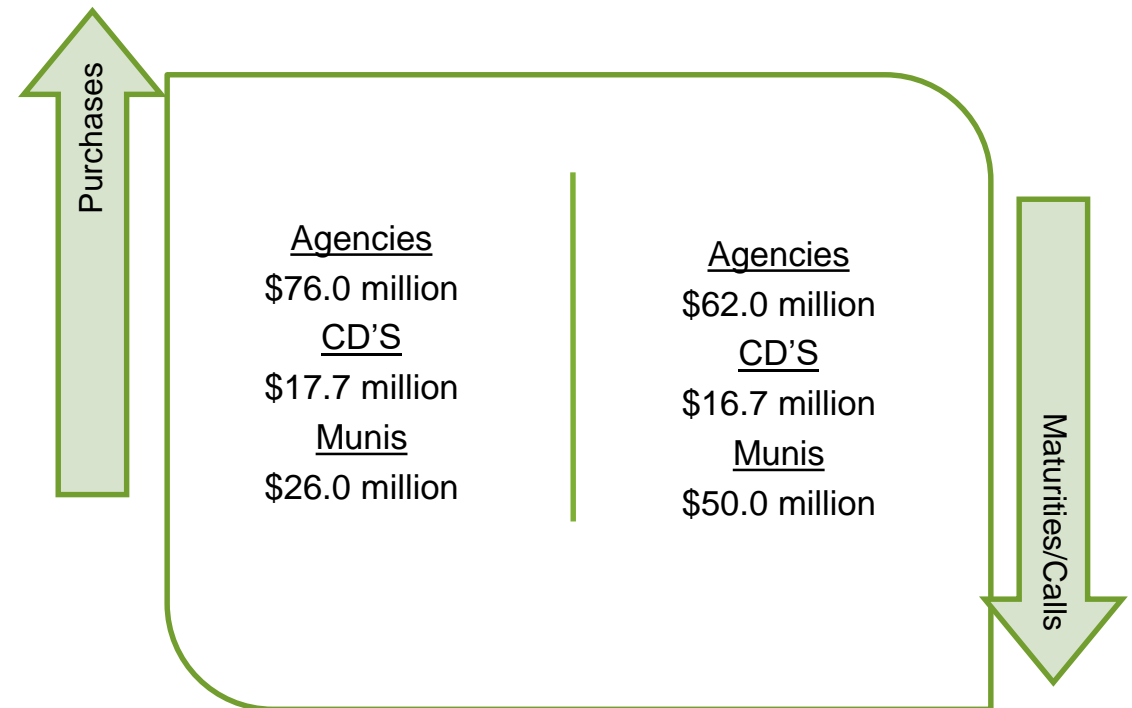 Purchases
Agencies
$76.0 million
CD’S
$17.7 million
Munis
$26.0 million
Agencies
$62.0 million
CD’S
$16.7 million
Munis
$50.0 million
Maturities/Calls